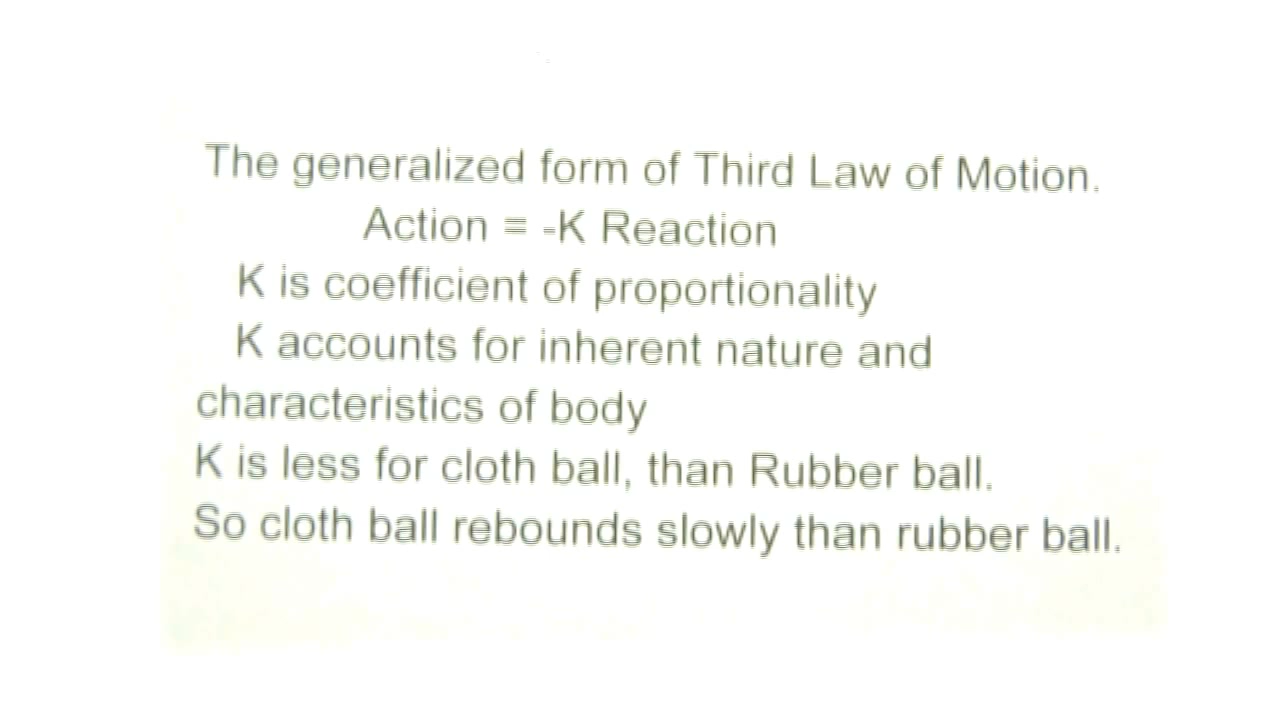 The generalized form of Third Law of Motion.
Action = -K Reaction
K is coefficient of proportionality
K accounts for inherent nature and
characteristics of body
K is less for cloth ball, than Rubber ball.
So cloth ball rebounds slowly than rubber ball.